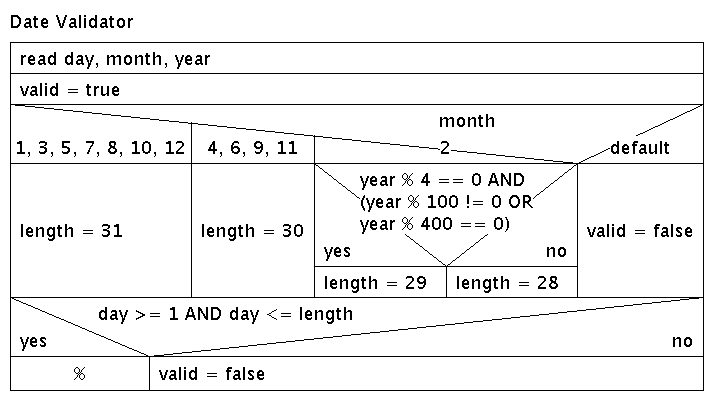 Date Validator
read day, month, year
valid = true
month
1, 3, 5, 7, 8, 10, 12
4, 6, 9, 11
2
default
length = 31
length = 30
year % 4 == 0 AND
(year % 100 != 0 OR
year % 400 == 0)
yes
no
length = 29
length = 28
valid = false
day >= 1 AND day <= length
yes
no
%
valid = false